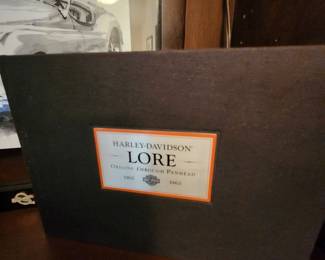 HARLEY-DAVIDSON
LORE
ORIGINS THROUGH PANHEAD
1903 1965